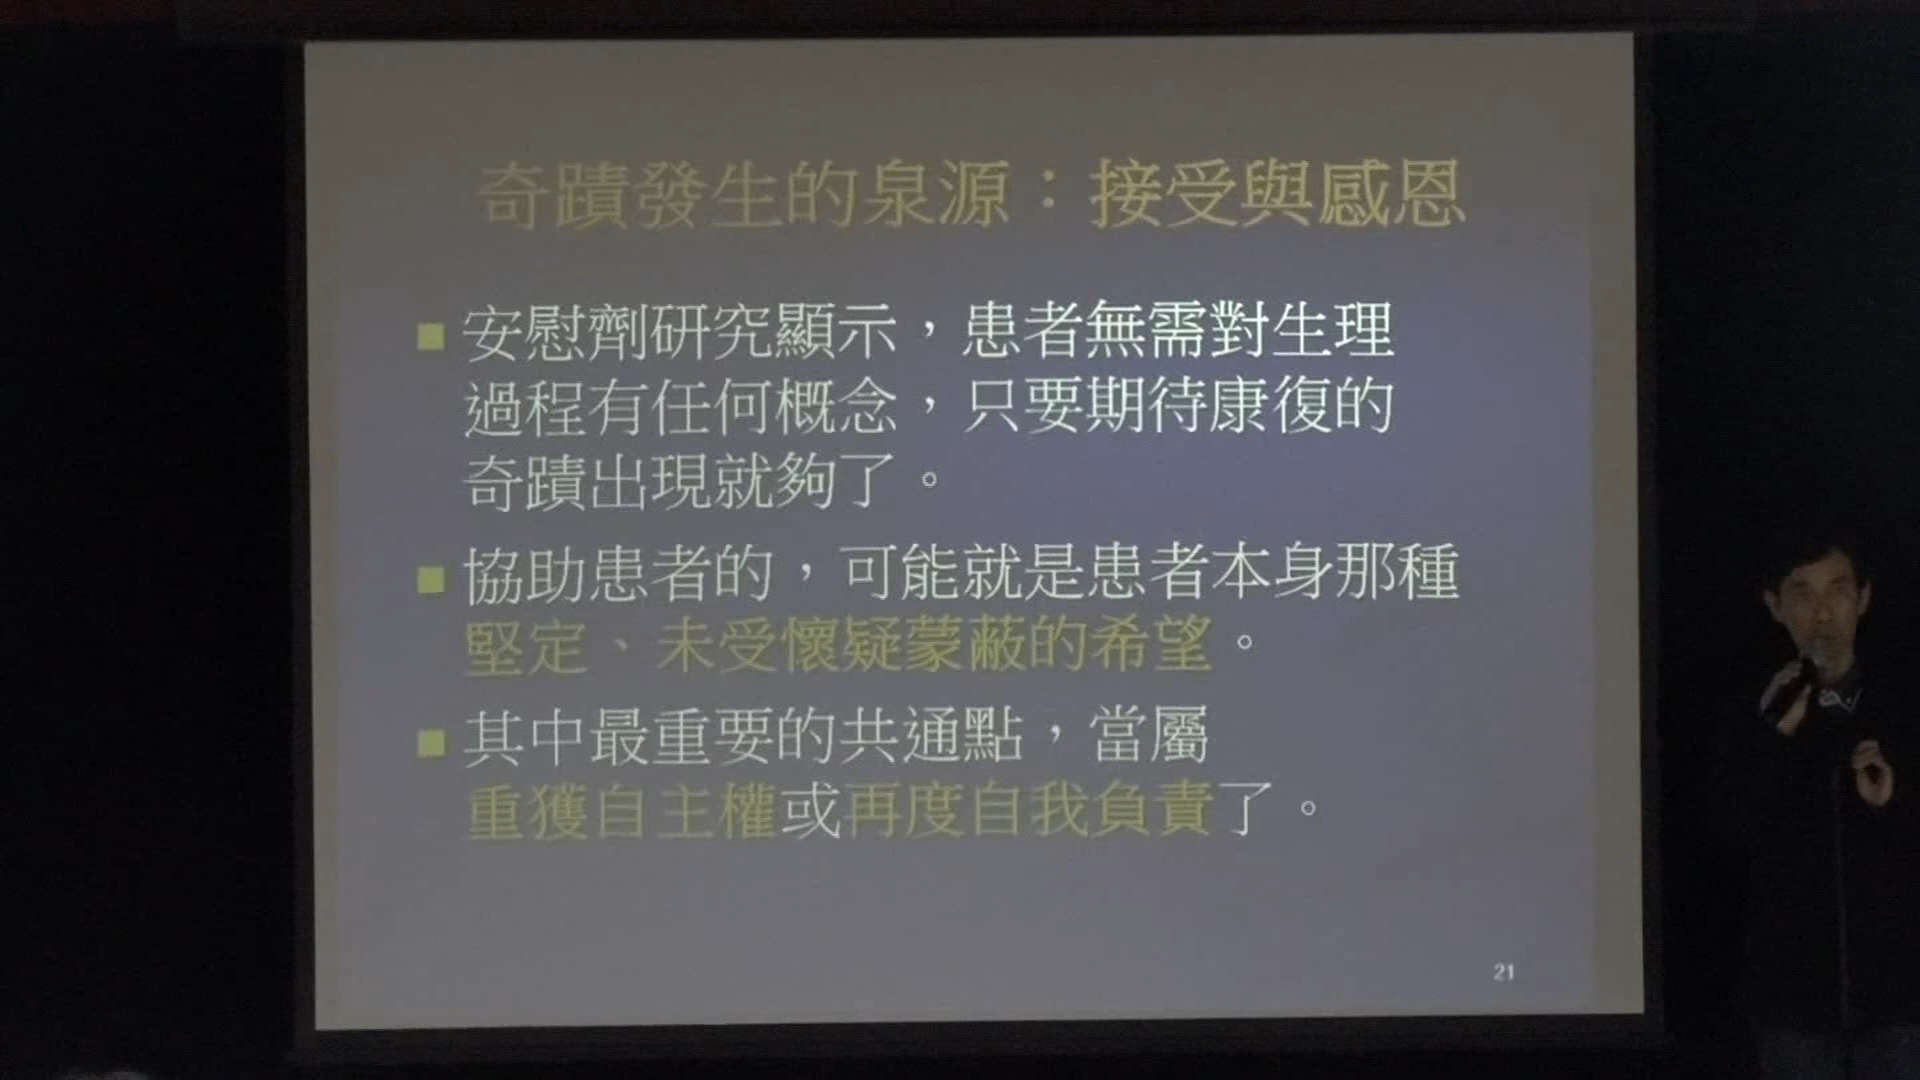 奇蹟發生的泉源：接受與感恩
安慰劑研究顯示，患者無需對生理
過程有任何概念，只要期待康復的
奇蹟出現就夠了。
協助患者的，可能就是患者本身那種
堅定、未受懷疑蒙蔽的希望。
其中最重要的共通點，當屬
重獲自主權或再度自我負責了。
21